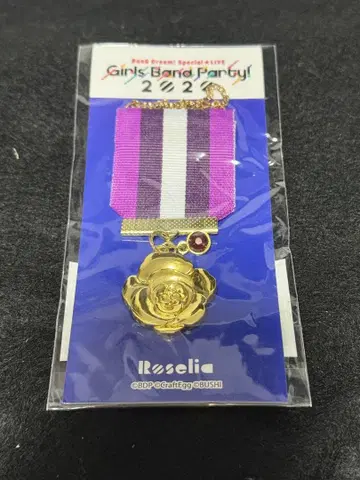 BanG Dream! Special☆LIVE
Girls Band Party!
2020
Roselia
©BDP ©CraftEgg ©BUSHI